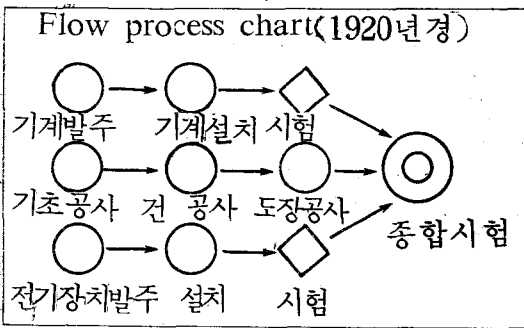 Flow process chart(1920년경)
기계발주 기계설치 시험
기초공사 건 공사 도장공사
종합시험
전기장치발주 설치 시험